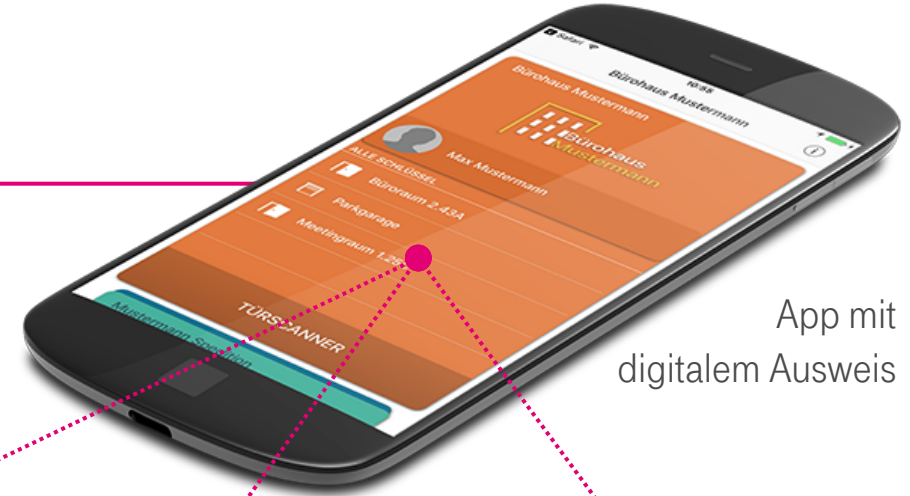 Safari
10:55
Bürohaus Mustermann
Bürohaus Mustermann
Bürohaus
Mustermann
Max Mustermann
ALLE SCHLÜSSEL
Büroraum 2.43A
Parkgarage
Meetingraum 1.25
TÜRSCANNER
Mustermann Spedition
App mit
digitalem Ausweis